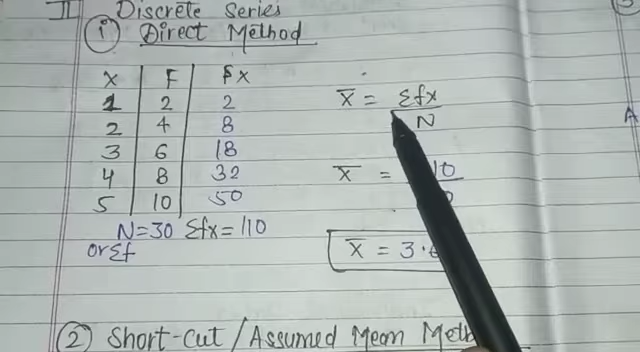 II Discrete Series
(i) Direct Method
X F Fx
1 2 2
2 4 8
3 6 18
4 8 32
5 10 50
N=30 Σfx=110
or Σf
X̄ = Σfx
N
X̄ = 10
X̄ = 3.
(2) Short-cut / Assumed Mean